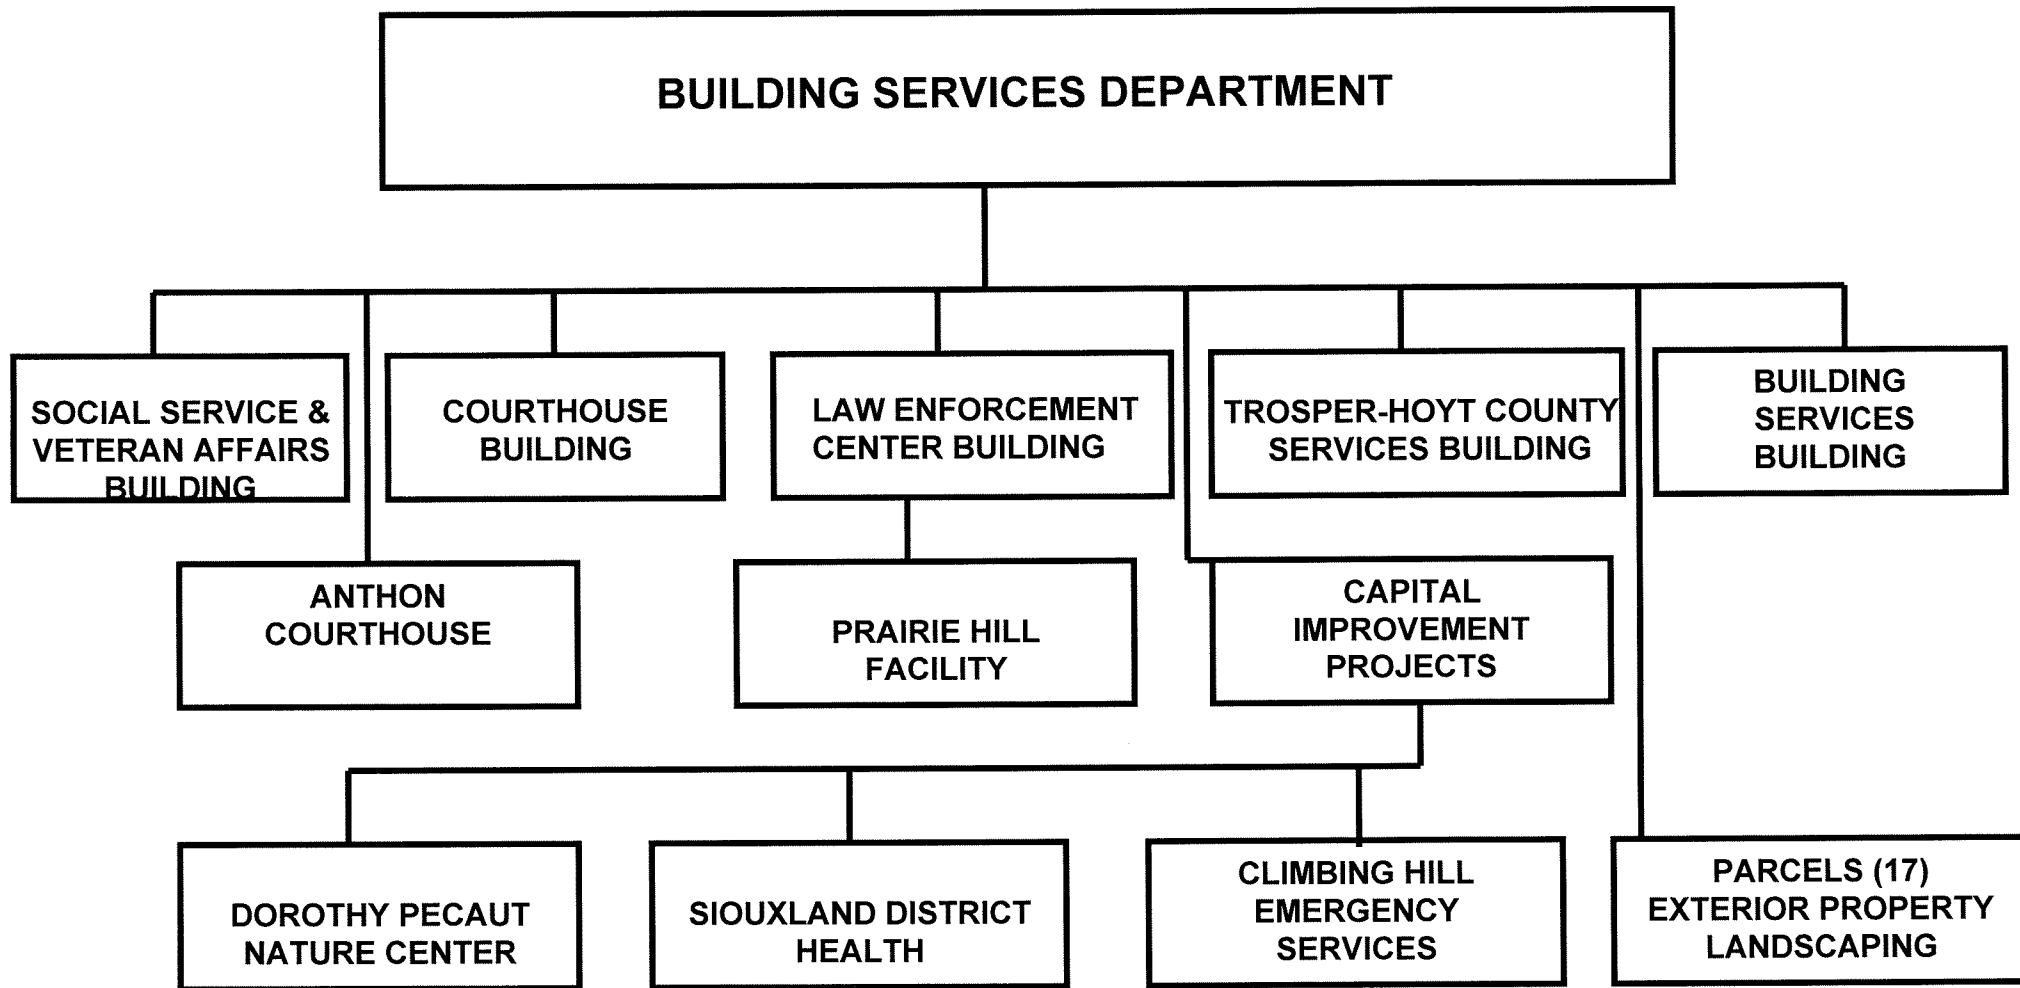 BUILDING SERVICES DEPARTMENT
SOCIAL SERVICE &
VETERAN AFFAIRS
BUILDING
COURTHOUSE
BUILDING
LAW ENFORCEMENT
CENTER BUILDING
TROSPER-HOYT COUNTY
SERVICES BUILDING
BUILDING
SERVICES
BUILDING
ANTHON
COURTHOUSE
PRAIRIE HILL
FACILITY
CAPITAL
IMPROVEMENT
PROJECTS
DOROTHY PECAUT
NATURE CENTER
SIOUXLAND DISTRICT
HEALTH
CLIMBING HILL
EMERGENCY
SERVICES
PARCELS (17)
EXTERIOR PROPERTY
LANDSCAPING